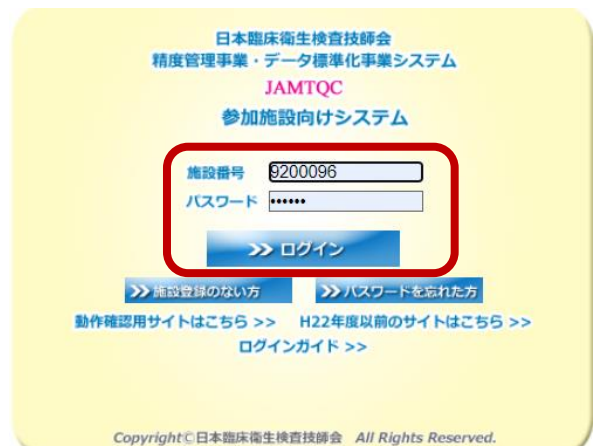 日本臨床衛生検査技師会
精度管理事業・データ標準化事業システム
JAMTQC
参加施設向けシステム
施設番号 9200096
パスワード ••••••
>> ログイン
>> 施設登録のない方 >> パスワードを忘れた方
動作確認用サイトはこちら >> H22年度以前のサイトはこちら >>
ログインガイド >>
Copyright©日本臨床衛生検査技師会 All Rights Reserved.